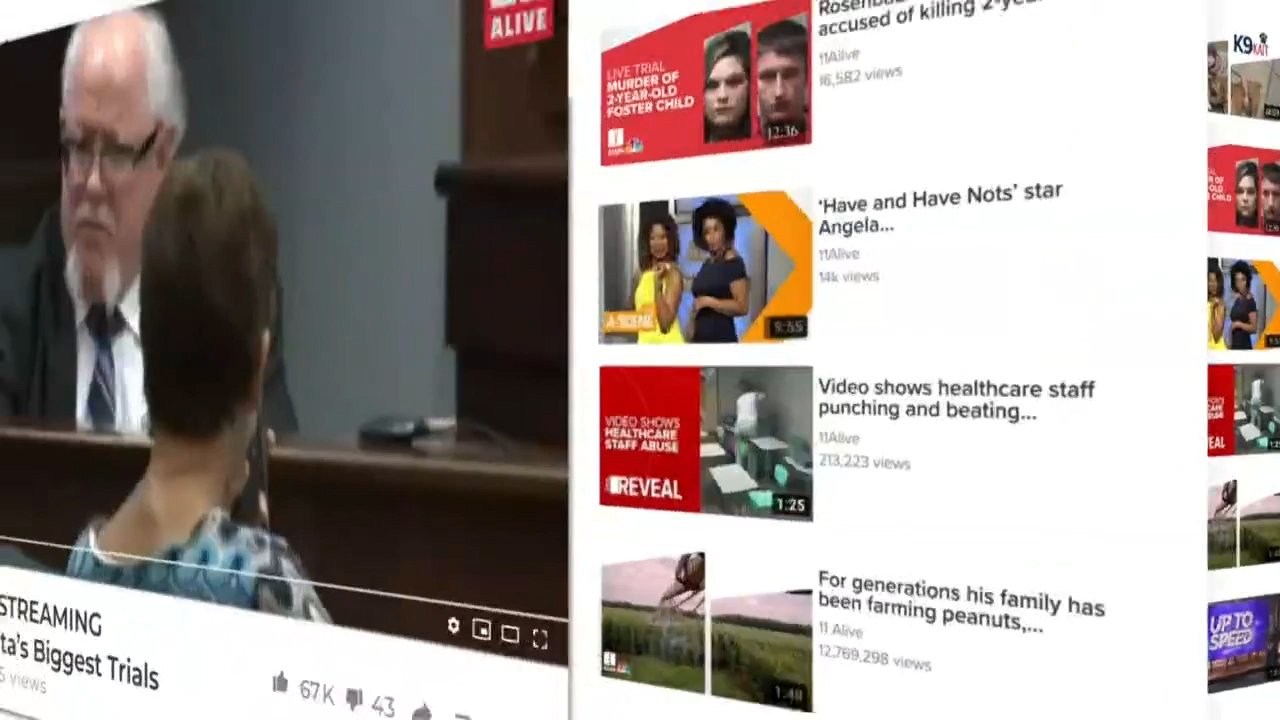 ALIVE
STREAMING
ta's Biggest Trials
views
67K
43
LIVE TRIAL
MURDER OF
2-YEAR-OLD
FOSTER CHILD
12:36
accused of killing 2-ye
11Alive
16,582 views
A-SCENE
9:55
'Have and Have Nots' star
Angela...
11Alive
14k views
VIDEO SHOWS
HEALTHCARE
STAFF ABUSE
REVEAL
1:25
Video shows healthcare staff
punching and beating...
11Alive
213,223 views
1:48
For generations his family has
been farming peanuts,...
11 Alive
12,769,298 views
K9
UP TO
SPEED